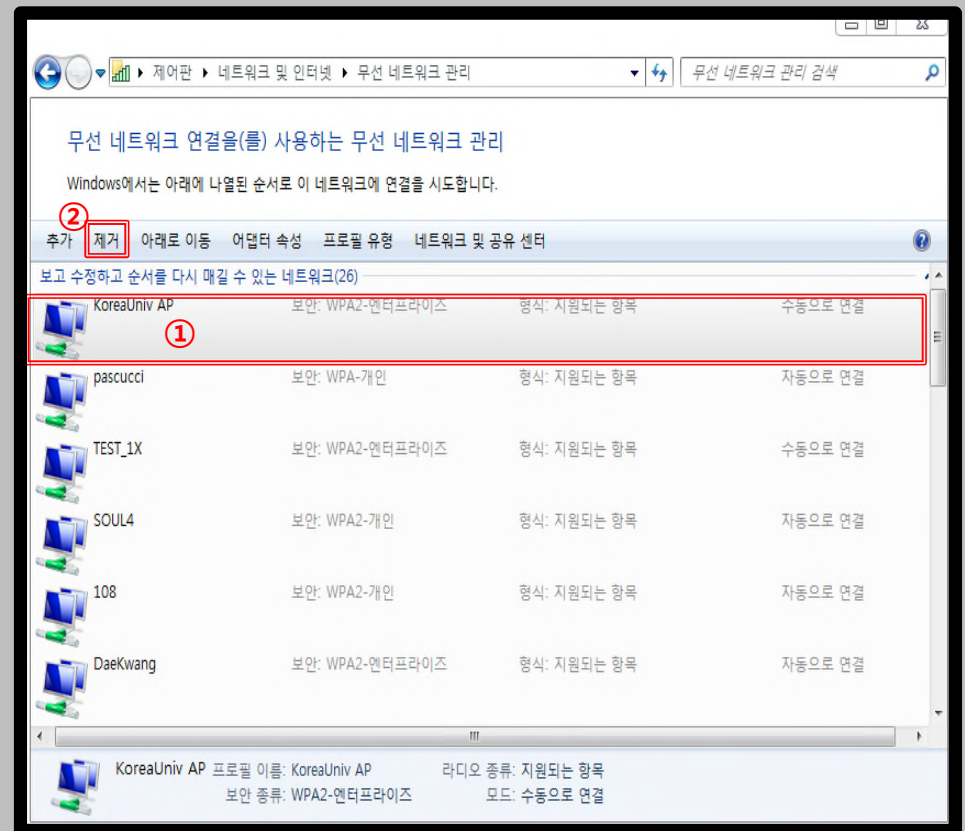 제어판 ▶ 네트워크 및 인터넷 ▶ 무선 네트워크 관리
무선 네트워크 관리 검색
무선 네트워크 연결을(를) 사용하는 무선 네트워크 관리
Windows에서는 아래에 나열된 순서로 이 네트워크에 연결을 시도합니다.
②
추가 제거 아래로 이동 어댑터 속성 프로필 유형 네트워크 및 공유 센터
보고 수정하고 순서를 다시 매길 수 있는 네트워크(26)
KoreaUniv AP 보안: WPA2-엔터프라이즈 형식: 지원되는 항목 수동으로 연결
①
pascucci 보안: WPA-개인 형식: 지원되는 항목 자동으로 연결
TEST_1X 보안: WPA2-엔터프라이즈 형식: 지원되는 항목 수동으로 연결
SOUL4 보안: WPA2-개인 형식: 지원되는 항목 자동으로 연결
108 보안: WPA2-개인 형식: 지원되는 항목 자동으로 연결
DaeKwang 보안: WPA2-엔터프라이즈 형식: 지원되는 항목 자동으로 연결
KoreaUniv AP 프로필 이름: KoreaUniv AP 라디오 종류: 지원되는 항목
보안 종류: WPA2-엔터프라이즈 모드: 수동으로 연결